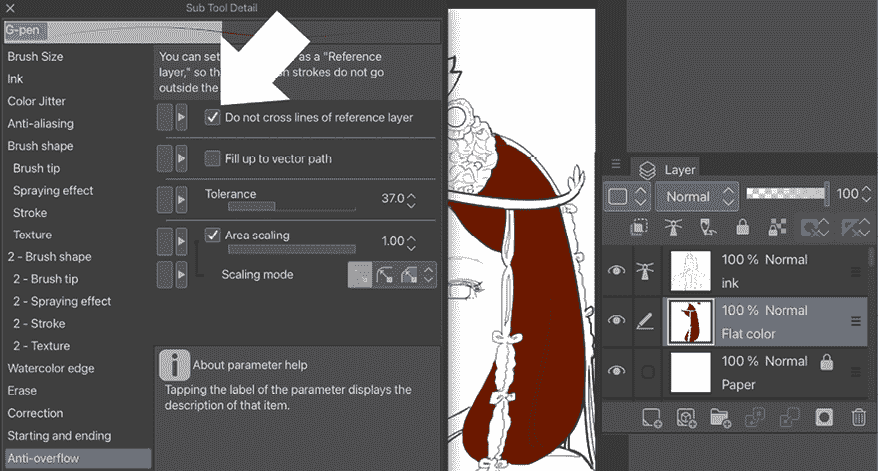 Sub Tool Detail
G-pen
Brush Size
Ink
Color Jitter
Anti-aliasing
Brush shape
Brush tip
Spraying effect
Stroke
Texture
2 - Brush shape
2 - Brush tip
2 - Spraying effect
2 - Stroke
2 - Texture
Watercolor edge
Erase
Correction
Starting and ending
Anti-overflow
You can set as a "Reference
layer," so th n strokes do not go
outside the
Do not cross lines of reference layer
Fill up to vector path
Tolerance 37.0
Area scaling 1.00
Scaling mode
About parameter help
Tapping the label of the parameter displays the
description of that item.
Layer
Normal 100
100 % Normal
ink
100 % Normal
Flat color
100 % Normal
Paper